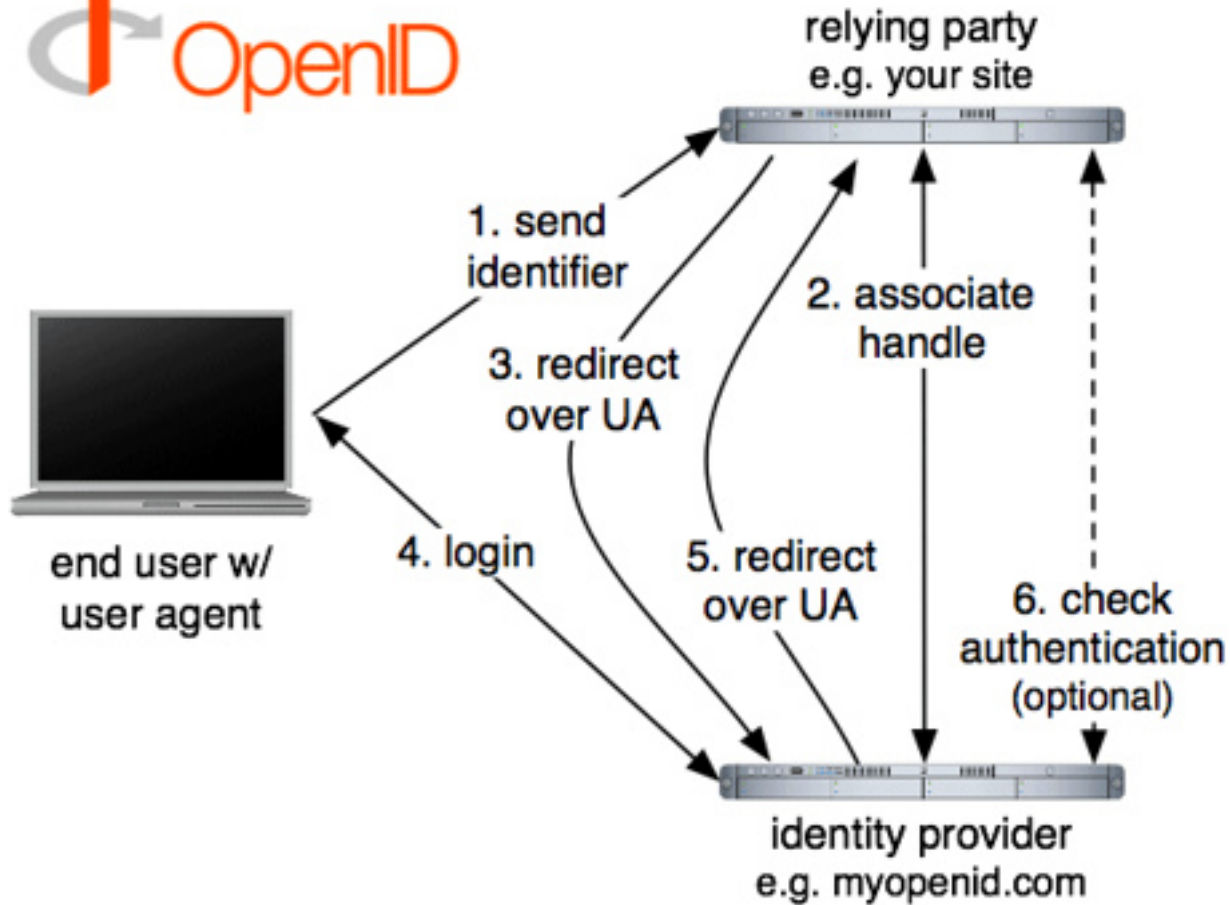 OpenID
relying party
e.g. your site
1. send
identifier
2. associate
handle
3. redirect
over UA
4. login
5. redirect
over UA
6. check
authentication
(optional)
end user w/
user agent
identity provider
e.g. myopenid.com